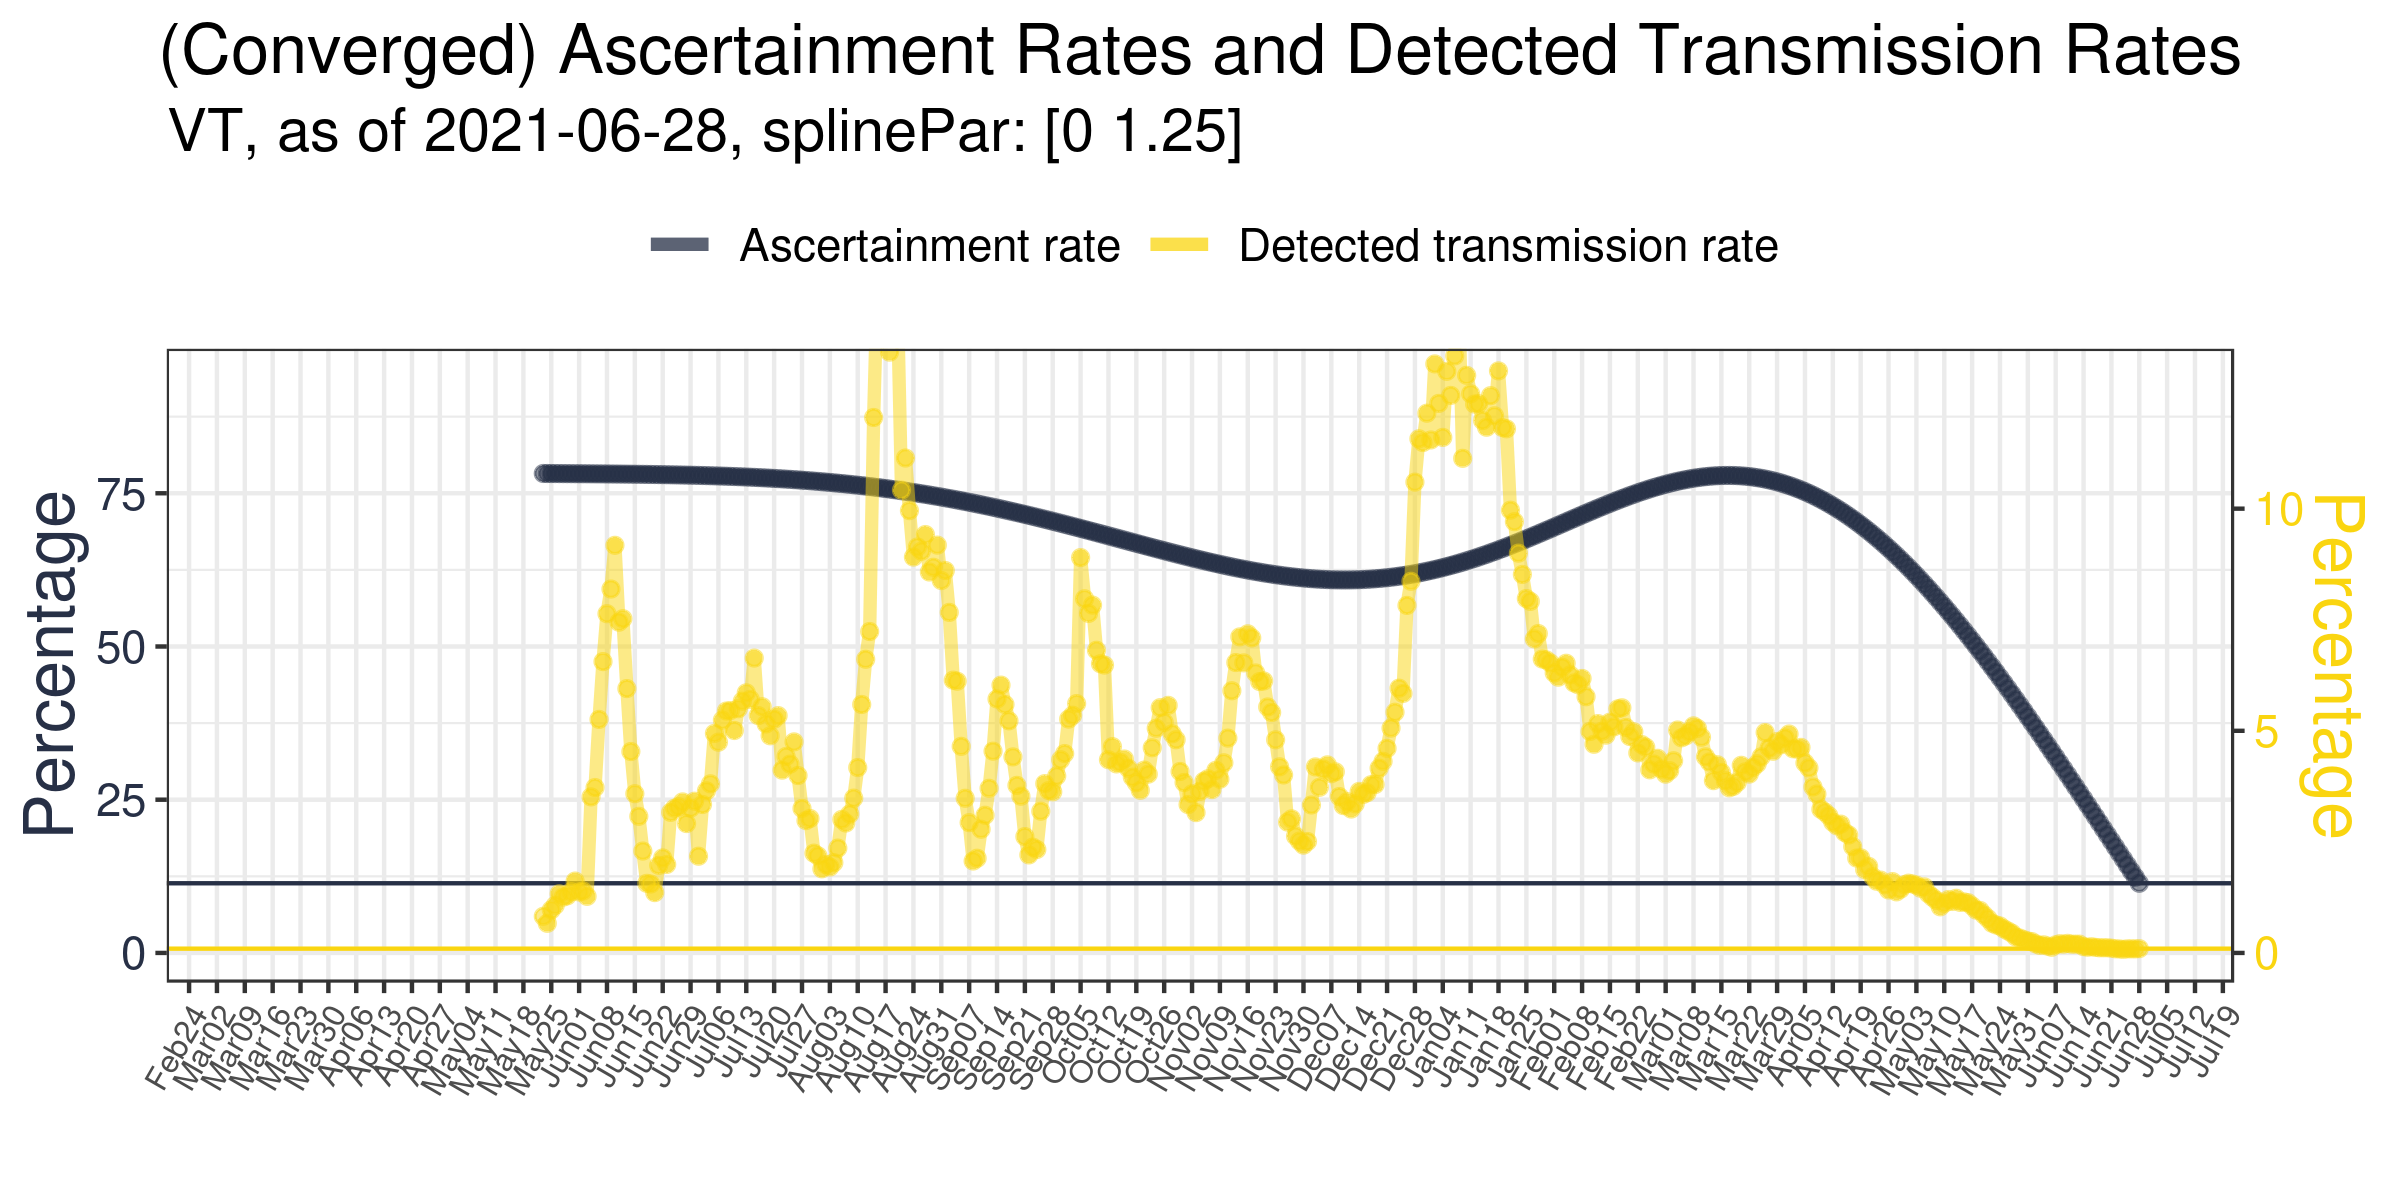 (Converged) Ascertainment Rates and Detected Transmission Rates
VT, as of 2021-06-28, splinePar: [0 1.25]
Ascertainment rate Detected transmission rate
Percentage
75
50
25
0
10
5
0
Percentage
Feb24
Mar02
Mar09
Mar16
Mar23
Mar30
Apr06
Apr13
Apr20
Apr27
May04
May11
May18
May25
Jun01
Jun08
Jun15
Jun22
Jun29
Jul06
Jul13
Jul20
Jul27
Aug03
Aug10
Aug17
Aug24
Aug31
Sep07
Sep14
Sep21
Sep28
Oct05
Oct12
Oct19
Oct26
Nov02
Nov09
Nov16
Nov23
Nov30
Dec07
Dec14
Dec21
Dec28
Jan04
Jan11
Jan18
Jan25
Feb01
Feb08
Feb15
Feb22
Mar01
Mar08
Mar15
Mar22
Mar29
Apr05
Apr12
Apr19
Apr26
May03
May10
May17
May24
May31
Jun07
Jun14
Jun21
Jun28
Jul05
Jul12
Jul19